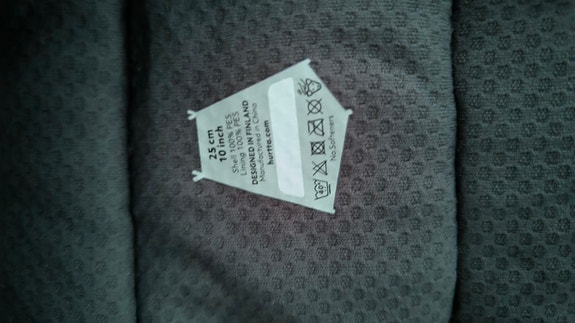 25 cm
10 inch
Shell 100% PES
Lining 100% PES
DESIGNED IN FINLAND
Manufactured in China
hurtta.com
40°
No Softeners